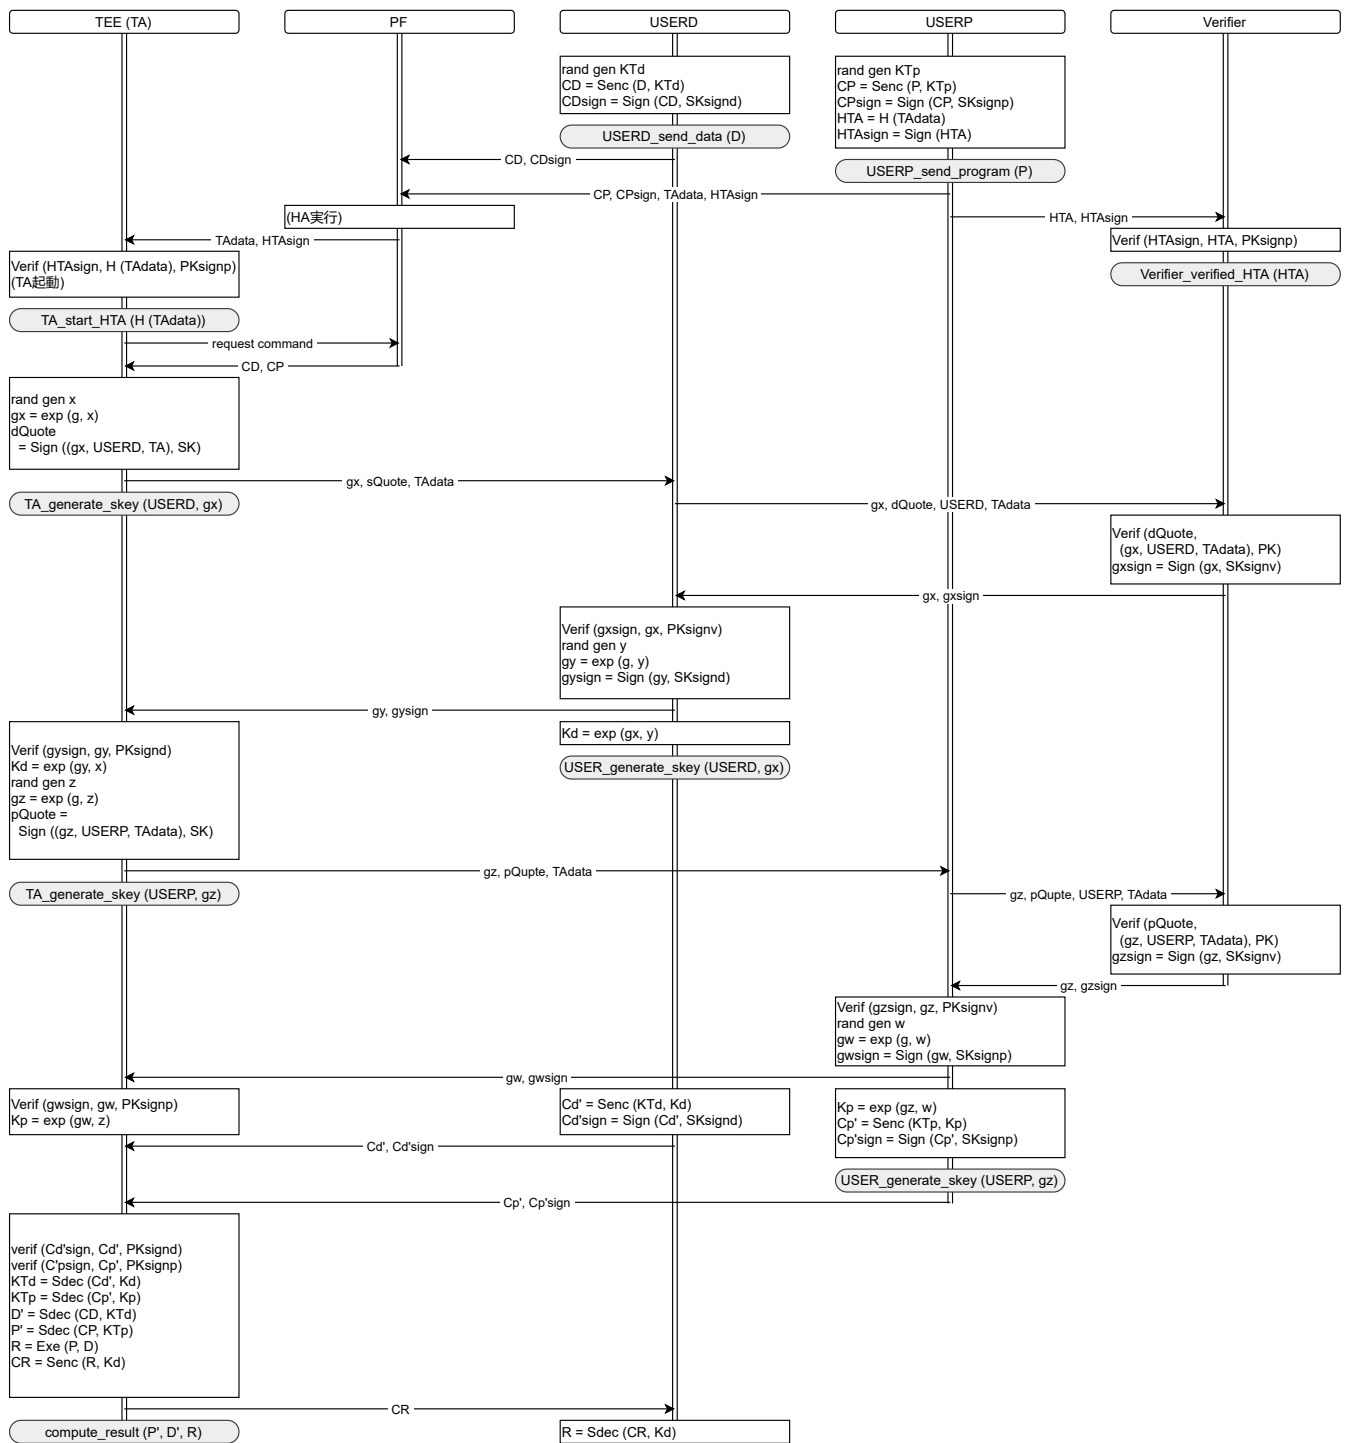 TEE (TA)
PF
USERD
USERP
Verifier
rand gen KTd
CD = Senc (D, KTd)
CDsign = Sign (CD, SKsignd)
rand gen KTp
CP = Senc (P, KTp)
CPsign = Sign (CP, SKsignp)
HTA = H (TAdata)
HTAsign = Sign (HTA)
USERD_send_data (D)
CD, CDsign
USERP_send_program (P)
CP, CPsign, TAdata, HTAsign
(HA実行)
HTA, HTAsign
TAdata, HTAsign
Verif (HTAsign, HTA, PKsignp)
Verif (HTAsign, H (TAdata), PKsignp)
(TA起動)
Verifier_verified_HTA (HTA)
TA_start_HTA (H (TAdata))
request command
CD, CP
rand gen x
gx = exp (g, x)
dQuote
= Sign ((gx, USERD, TA), SK)
gx, sQuote, TAdata
TA_generate_skey (USERD, gx)
gx, dQuote, USERD, TAdata
Verif (dQuote,
(gx, USERD, TAdata), PK)
gxsign = Sign (gx, SKsignv)
gx, gxsign
Verif (gxsign, gx, PKsignv)
rand gen y
gy = exp (g, y)
gysign = Sign (gy, SKsignd)
gy, gysign
Verif (gysign, gy, PKsignd)
Kd = exp (gy, x)
rand gen z
gz = exp (g, z)
pQuote =
Sign ((gz, USERP, TAdata), SK)
Kd = exp (gx, y)
USER_generate_skey (USERD, gx)
gz, pQupte, TAdata
TA_generate_skey (USERP, gz)
gz, pQupte, USERP, TAdata
Verif (pQuote,
(gz, USERP, TAdata), PK)
gzsign = Sign (gz, SKsignv)
gz, gzsign
Verif (gzsign, gz, PKsignv)
rand gen w
gw = exp (g, w)
gwsign = Sign (gw, SKsignp)
gw, gwsign
Verif (gwsign, gw, PKsignp)
Kp = exp (gw, z)
Cd' = Senc (KTd, Kd)
Cd'sign = Sign (Cd', SKsignd)
Kp = exp (gz, w)
Cp' = Senc (KTp, Kp)
Cp'sign = Sign (Cp', SKsignp)
Cd', Cd'sign
USER_generate_skey (USERP, gz)
Cp', Cp'sign
verif (Cd'sign, Cd', PKsignd)
verif (C'psign, Cp', PKsignp)
KTd = Sdec (Cd', Kd)
KTp = Sdec (Cp', Kp)
D' = Sdec (CD, KTd)
P' = Sdec (CP, KTp)
R = Exe (P, D)
CR = Senc (R, Kd)
CR
compute_result (P', D', R)
R = Sdec (CR, Kd)